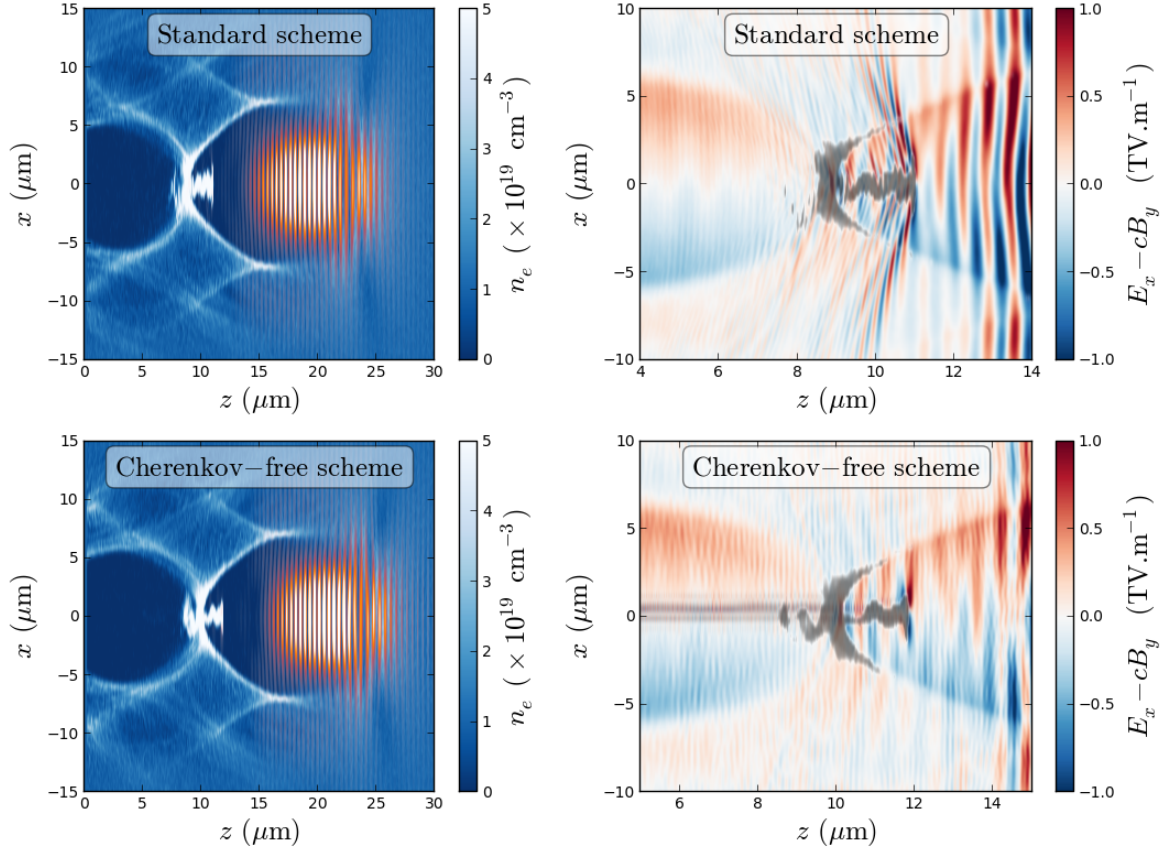 Standard scheme
15
10
5
0
−5
−10
−15
0 5 10 15 20 25 30
x (μm)
z (μm)
5
4
3
2
1
0
n_e (×10^19 cm^−3)
Standard scheme
10
5
0
−5
−10
4 6 8 10 12 14
x (μm)
z (μm)
1.0
0.5
0.0
−0.5
−1.0
E_x − cB_y (TV.m^−1)
Cherenkov−free scheme
15
10
5
0
−5
−10
−15
0 5 10 15 20 25 30
x (μm)
z (μm)
5
4
3
2
1
0
n_e (×10^19 cm^−3)
Cherenkov−free scheme
10
5
0
−5
−10
6 8 10 12 14
x (μm)
z (μm)
1.0
0.5
0.0
−0.5
−1.0
E_x − cB_y (TV.m^−1)